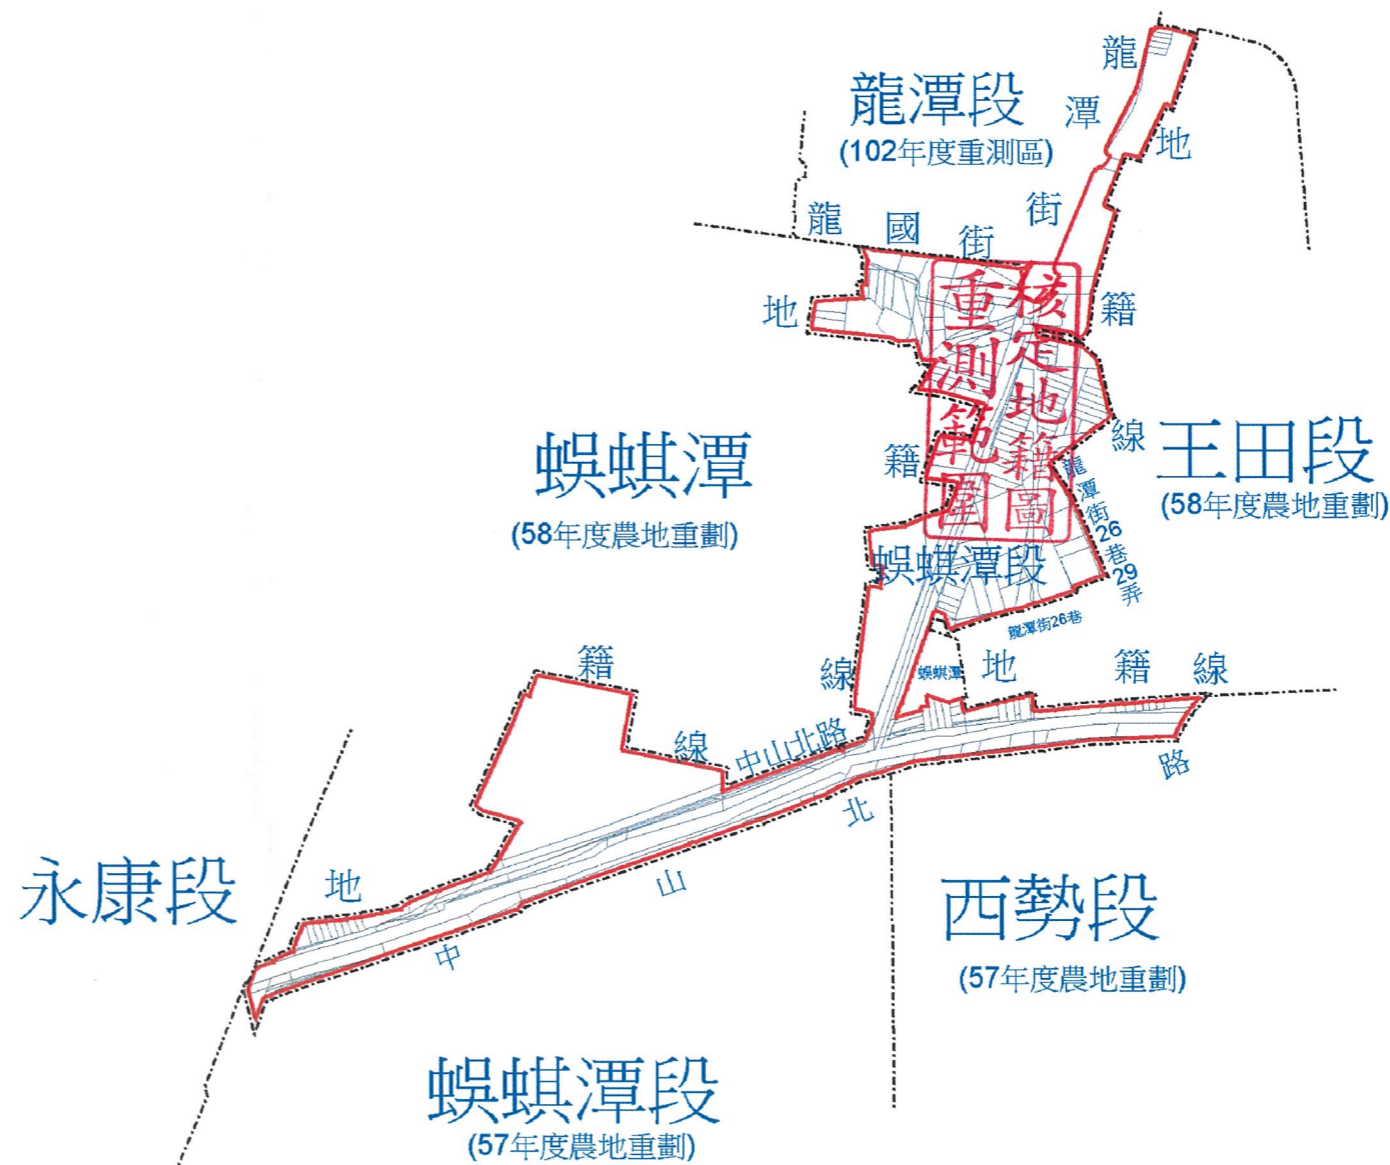 龍潭段
(102年度重測區)
龍潭街
地籍線
龍國街
核定地籍圖
重測範圍
地籍線
蜈蜞潭
(58年度農地重劃)
王田段
(58年度農地重劃)
龍潭街26巷29弄
蜈蜞潭段
龍潭街26巷
蜈蜞潭
地籍線
籍線
中山北路
地
中山北路
永康段
西勢段
(57年度農地重劃)
蜈蜞潭段
(57年度農地重劃)